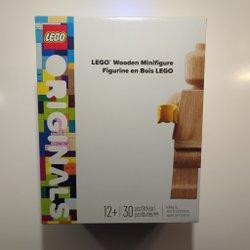 LEGO
ORIGINALS
LEGO® Wooden Minifigure
Figurine en Bois LEGO
12+
30